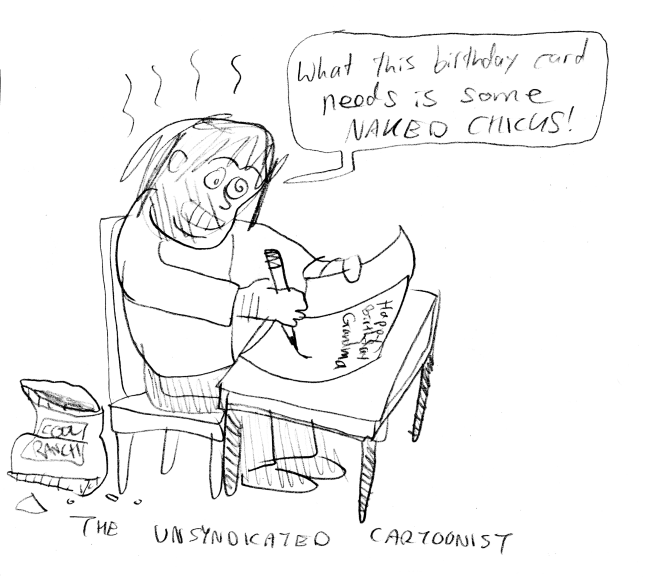 What this birthday card
needs is some
NAKED CHICKS!
Happy
Birthday
Grandma
COOL
RANCH
THE UNSYNDICATED CARTOONIST